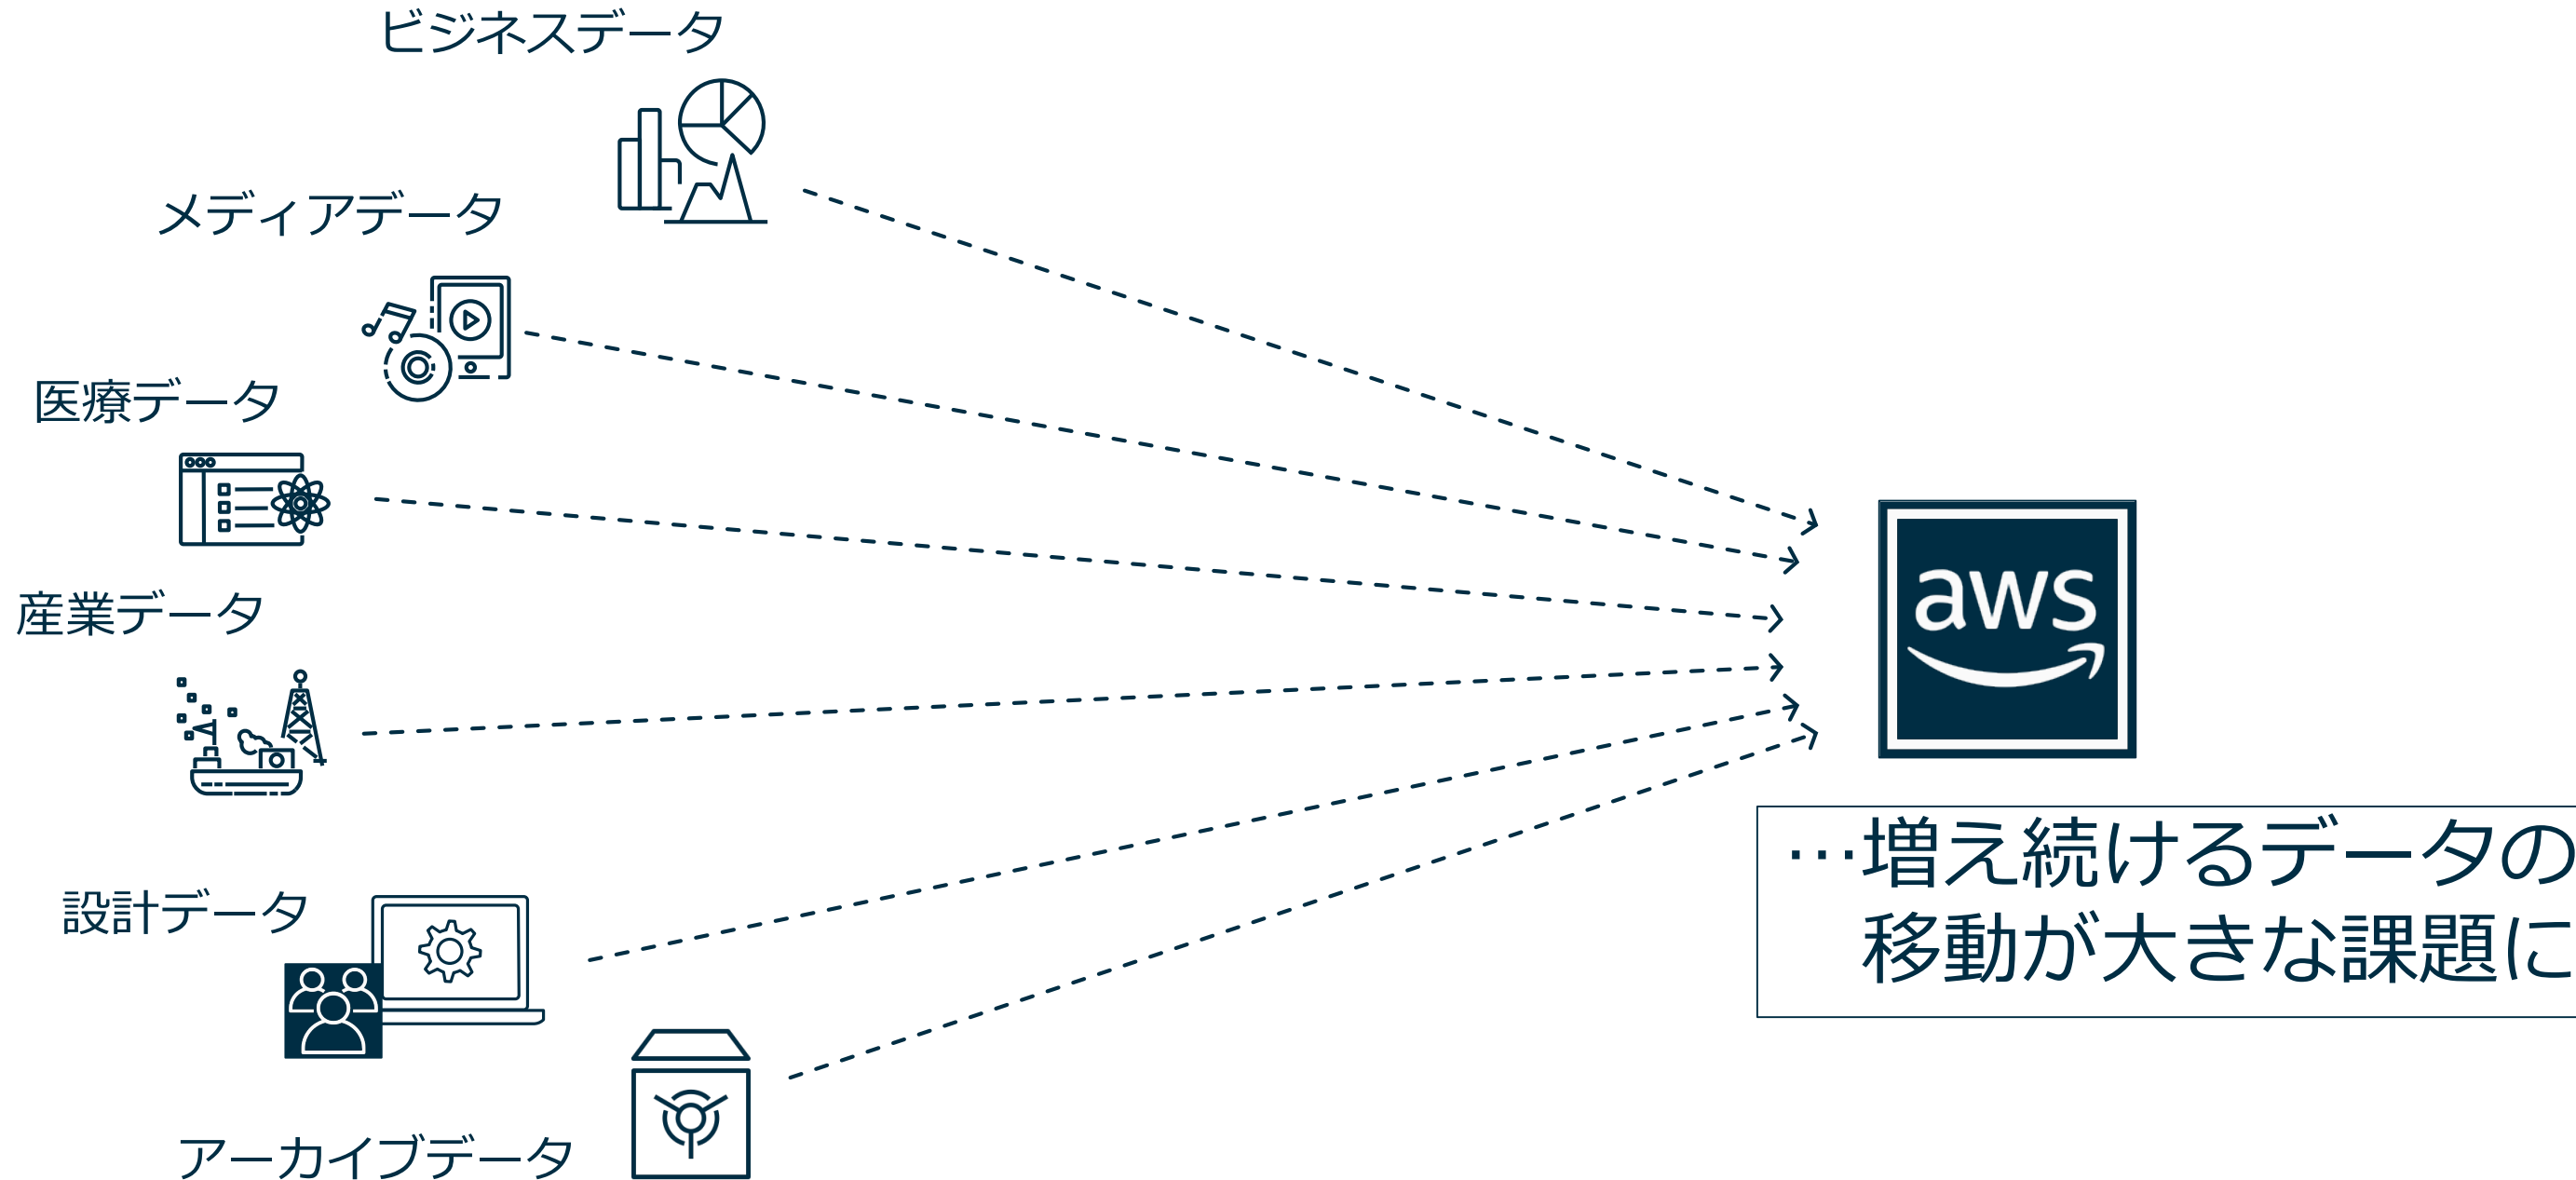 ビジネスデータ
メディアデータ
医療データ
産業データ
aws
…増え続けるデータの
移動が大きな課題に
設計データ
アーカイブデータ